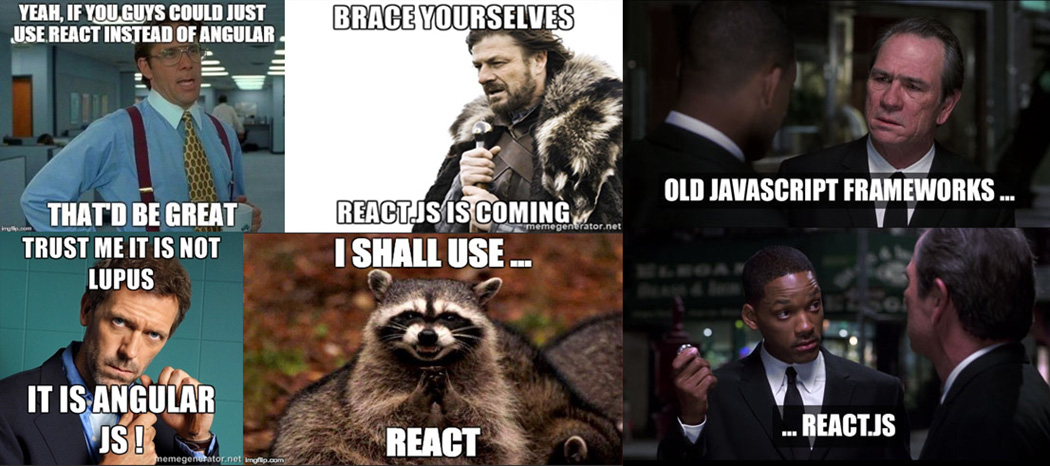 YEAH, IF YOU GUYS COULD JUST
USE REACT INSTEAD OF ANGULAR
THAT'D BE GREAT
imgflip.com
BRACE YOURSELVES
REACT.JS IS COMING
memegenerator.net
OLD JAVASCRIPT FRAMEWORKS ...
... REACT.JS
TRUST ME IT IS NOT
LUPUS
IT IS ANGULAR
JS !
memegenerator.net
I SHALL USE ...
REACT
imgflip.com